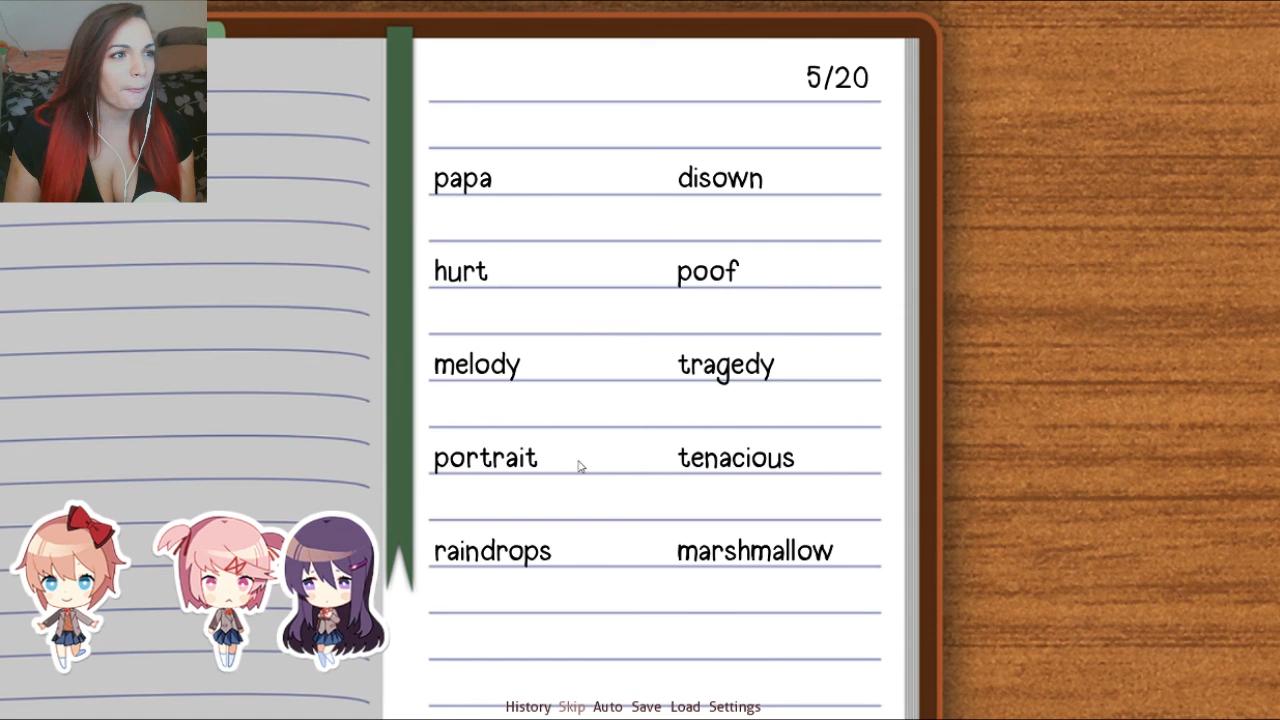 5/20
papa disown
hurt poof
melody tragedy
portrait tenacious
raindrops marshmallow
History Skip Auto Save Load Settings